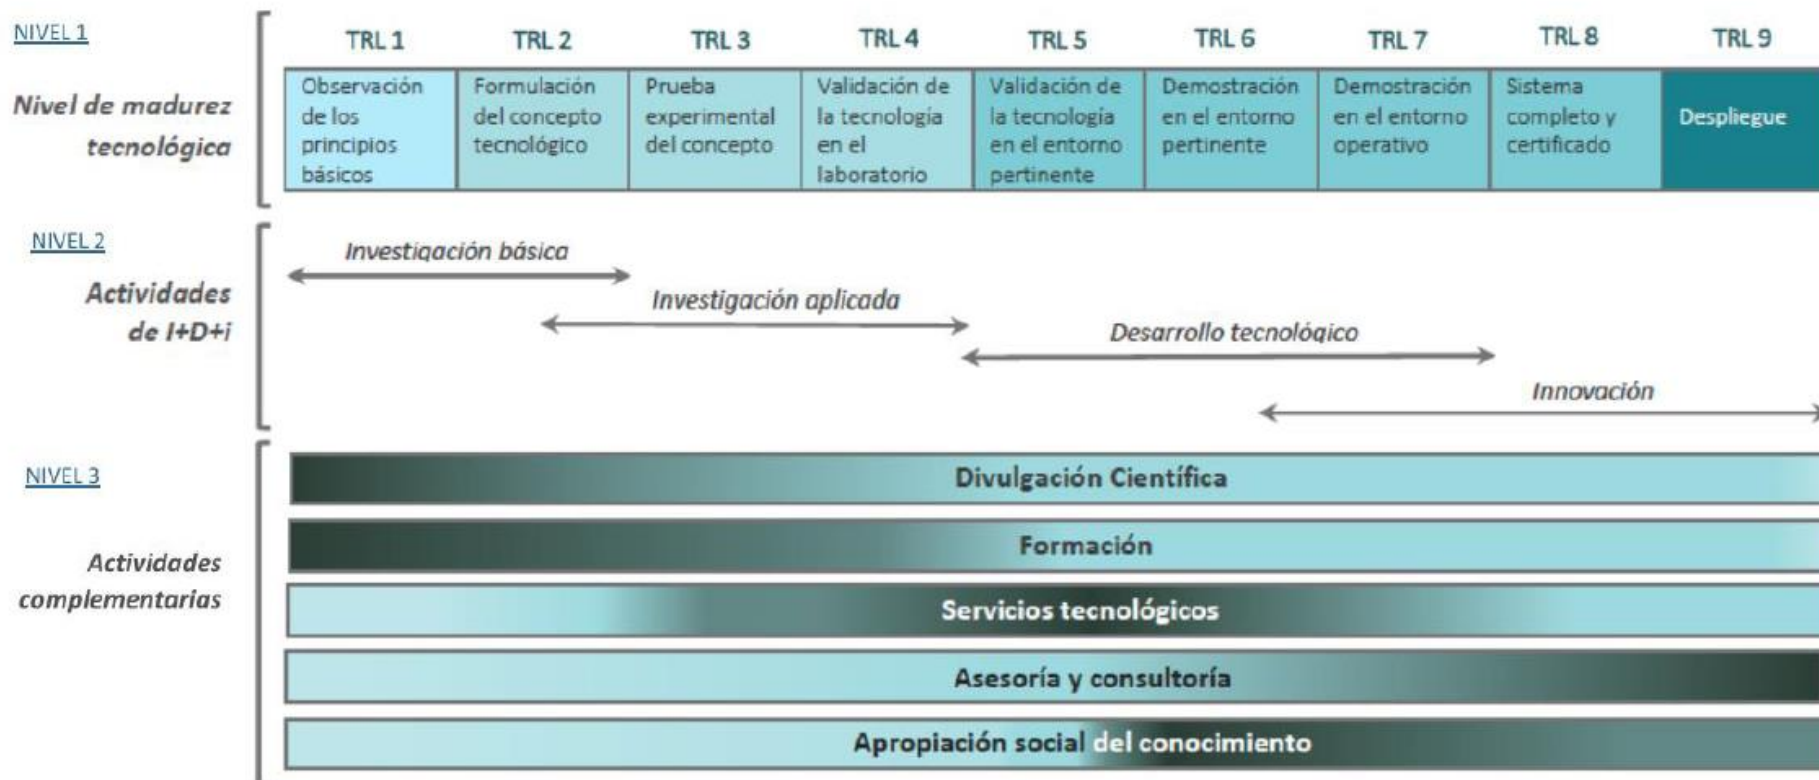 NIVEL 1
Nivel de madurez
tecnológica
TRL 1
TRL 2
TRL 3
TRL 4
TRL 5
TRL 6
TRL 7
TRL 8
TRL 9
Observación
de los
principios
básicos
Formulación
del concepto
tecnológico
Prueba
experimental
del concepto
Validación de
la tecnología
en el
laboratorio
Validación de
la tecnología
en el entorno
pertinente
Demostración
en el entorno
pertinente
Demostración
en el entorno
operativo
Sistema
completo y
certificado
Despliegue
NIVEL 2
Actividades
de I+D+i
Investigación básica
Investigación aplicada
Desarrollo tecnológico
Innovación
NIVEL 3
Actividades
complementarias
Divulgación Científica
Formación
Servicios tecnológicos
Asesoría y consultoría
Apropiación social del conocimiento